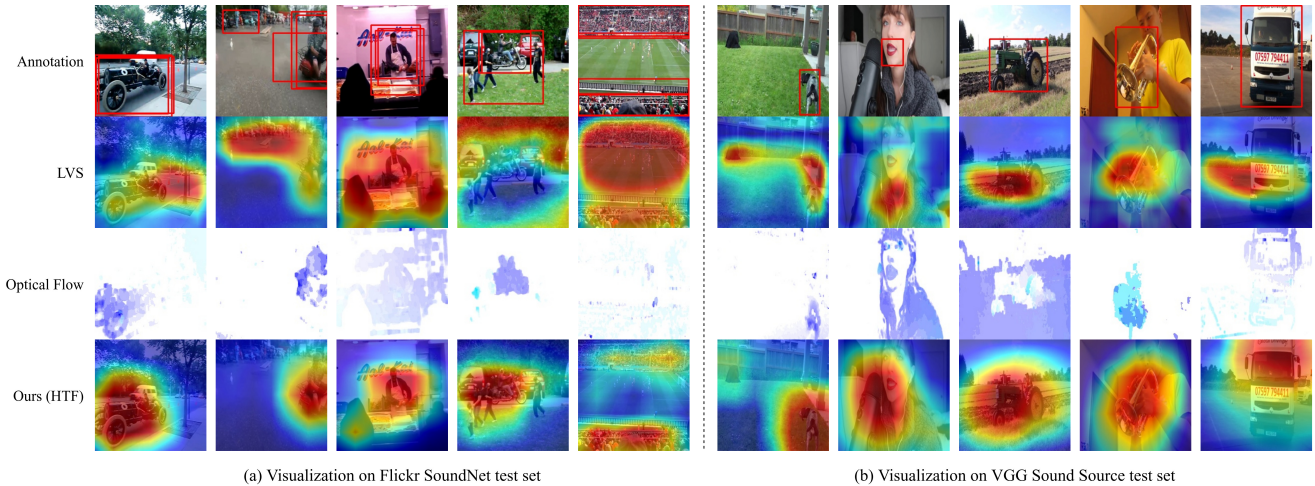 Annotation
07597 794411
LVS
07597 794411
Optical Flow
Ours (HTF)
07597 794411
(a) Visualization on Flickr SoundNet test set
(b) Visualization on VGG Sound Source test set